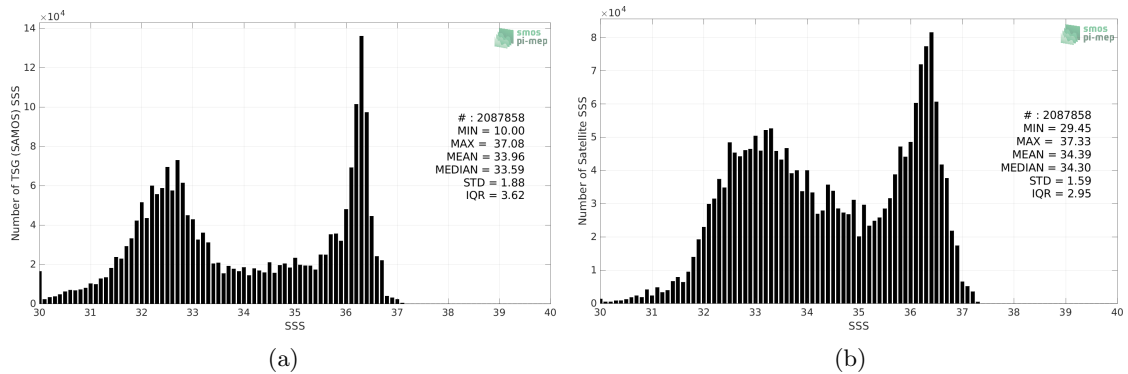 ×10⁴
14
12
10
8
6
4
2
0
Number of TSG (SAMOS) SSS
30 31 32 33 34 35 36 37 38 39 40
SSS
smos
pi-mep
# : 2087858
MIN = 10.00
MAX = 37.08
MEAN = 33.96
MEDIAN = 33.59
STD = 1.88
IQR = 3.62
(a)
×10⁴
8
7
6
5
4
3
2
1
0
Number of Satellite SSS
30 31 32 33 34 35 36 37 38 39 40
SSS
smos
pi-mep
# : 2087858
MIN = 29.45
MAX = 37.33
MEAN = 34.39
MEDIAN = 34.30
STD = 1.59
IQR = 2.95
(b)